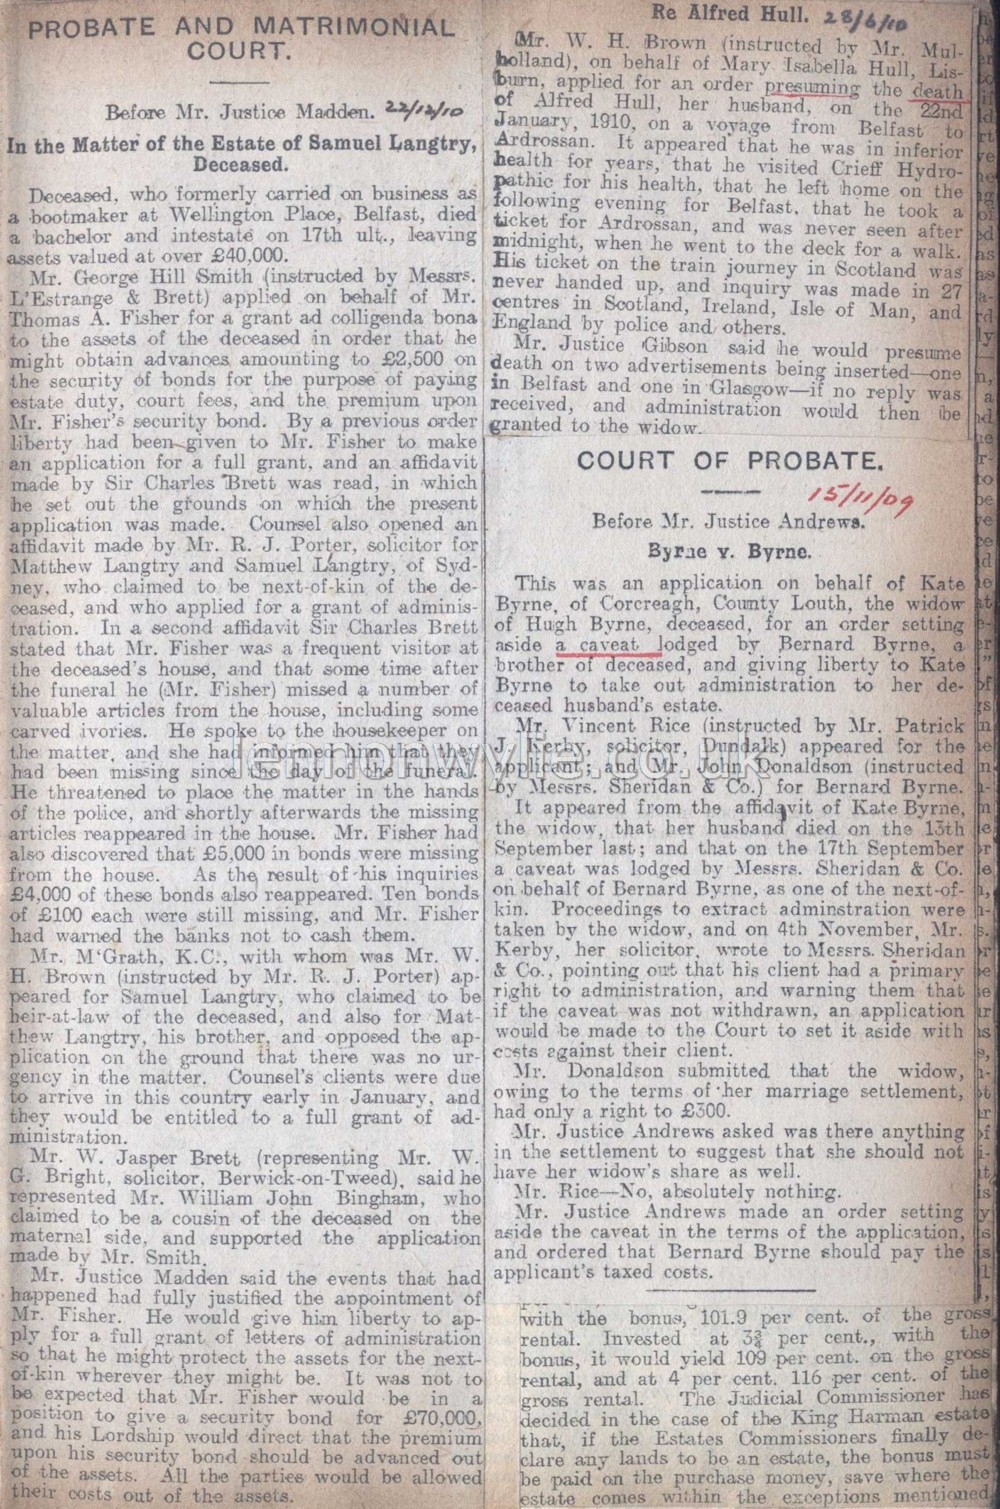 PROBATE AND MATRIMONIAL
COURT.
Before Mr. Justice Madden. 22/12/10
In the Matter of the Estate of Samuel Langtry,
Deceased.
Deceased, who formerly carried on business as
a bootmaker at Wellington Place, Belfast, died
a bachelor and intestate on 17th ult., leaving
assets valued at over £40,000.
Mr. George Hill Smith (instructed by Messrs.
L'Estrange & Brett) applied on behalf of Mr.
Thomas A. Fisher for a grant ad colligenda bona
to the assets of the deceased in order that he
might obtain advances amounting to £2,500 on
the security of bonds for the purpose of paying
estate duty, court fees, and the premium upon
Mr. Fisher's security bond. By a previous order
liberty had been given to Mr. Fisher to make
an application for a full grant, and an affidavit
made by Sir Charles Brett was read, in which
he set out the grounds on which the present
application was made. Counsel also opened an
affidavit made by Mr. R. J. Porter, solicitor for
Matthew Langtry and Samuel Langtry, of Syd-
ney, who claimed to be next-of-kin of the de-
ceased, and who applied for a grant of adminis-
tration. In a second affidavit Sir Charles Brett
stated that Mr. Fisher was a frequent visitor at
the deceased's house, and that some time after
the funeral he (Mr. Fisher) missed a number of
valuable articles from the house, including some
carved ivories. He spoke to the housekeeper on
the matter, and she had informed him that they
had been missing since the day of the funeral.
He threatened to place the matter in the hands
of the police, and shortly afterwards the missing
articles reappeared in the house. Mr. Fisher had
also discovered that £5,000 in bonds were missing
from the house. As the result of his inquiries
£4,000 of these bonds also reappeared. Ten bonds
of £100 each were still missing, and Mr. Fisher
had warned the banks not to cash them.
Mr. M'Grath, K.C., with whom was Mr. W.
H. Brown (instructed by Mr. R. J. Porter) ap-
peared for Samuel Langtry, who claimed to be
heir-at-law of the deceased, and also for Mat-
thew Langtry, his brother, and opposed the ap-
plication on the ground that there was no ur-
gency in the matter. Counsel's clients were due
to arrive in this country early in January, and
they would be entitled to a full grant of ad-
ministration.
Mr. W. Jasper Brett (representing Mr. W.
G. Bright, solicitor, Berwick-on-Tweed), said he
represented Mr. William John Bingham, who
claimed to be a cousin of the deceased on the
maternal side, and supported the application
made by Mr. Smith.
Mr. Justice Madden said the events that had
happened had fully justified the appointment of
Mr. Fisher. He would give him liberty to ap-
ply for a full grant of letters of administration
so that he might protect the assets for the next-
of-kin wherever they might be. It was not to
be expected that Mr. Fisher would be in a
position to give a security bond for £70,000,
and his Lordship would direct that the premium
upon his security bond should be advanced out
of the assets. All the parties would be allowed
their costs out of the assets.
Re Alfred Hull. 28/6/10
Mr. W. H. Brown (instructed by Mr. Mul-
holland), on behalf of Mary Isabella Hull, Lis-
burn, applied for an order presuming the death
of Alfred Hull, her husband, on the 22nd
January, 1910, on a voyage from Belfast to
Ardrossan. It appeared that he was in inferior
health for years, that he visited Crieff Hydro-
pathic for his health, that he left home on the
following evening for Belfast, that he took a
ticket for Ardrossan, and was never seen after
midnight, when he went to the deck for a walk.
His ticket on the train journey in Scotland was
never handed up, and inquiry was made in 27
centres in Scotland, Ireland, Isle of Man, and
England by police and others.
Mr. Justice Gibson said he would presume
death on two advertisements being inserted—one
in Belfast and one in Glasgow—if no reply was
received, and administration would then be
granted to the widow.
COURT OF PROBATE.
15/11/09
Before Mr. Justice Andrews.
Byrne v. Byrne.
This was an application on behalf of Kate
Byrne, of Corcreagh, County Louth, the widow
of Hugh Byrne, deceased, for an order setting
aside a caveat lodged by Bernard Byrne, a
brother of deceased, and giving liberty to Kate
Byrne to take out administration to her de-
ceased husband's estate.
Mr. Vincent Rice (instructed by Mr. Patrick
J. Kerby, solicitor, Dundalk) appeared for the
applicant; and Mr. John Donaldson (instructed
by Messrs. Sheridan & Co.) for Bernard Byrne.
It appeared from the affidavit of Kate Byrne,
the widow, that her husband died on the 13th
September last; and that on the 17th September
a caveat was lodged by Messrs. Sheridan & Co.
on behalf of Bernard Byrne, as one of the next-of-
kin. Proceedings to extract adminstration were
taken by the widow, and on 4th November, Mr.
Kerby, her solicitor, wrote to Messrs. Sheridan
& Co., pointing out that his client had a primary
right to administration, and warning them that
if the caveat was not withdrawn, an application
would be made to the Court to set it aside with
costs against their client.
Mr. Donaldson submitted that the widow,
owing to the terms of her marriage settlement,
had only a right to £300.
Mr. Justice Andrews asked was there anything
in the settlement to suggest that she should not
have her widow's share as well.
Mr. Rice—No, absolutely nothing.
Mr. Justice Andrews made an order setting
aside the caveat in the terms of the application,
and ordered that Bernard Byrne should pay the
applicant's taxed costs.
with the bonus, 101.9 per cent. of the gross
rental. Invested at 3¾ per cent., with the
bonus, it would yield 109 per cent. on the gross
rental, and at 4 per cent. 116 per cent. of the
gross rental. The Judicial Commissioner has
decided in the case of the King Harman estate
that, if the Estates Commissioners finally de-
clare any lands to be an estate, the bonus must
be paid on the purchase money, save where the
estate comes within the exceptions mentioned
lennonwylie.co.uk